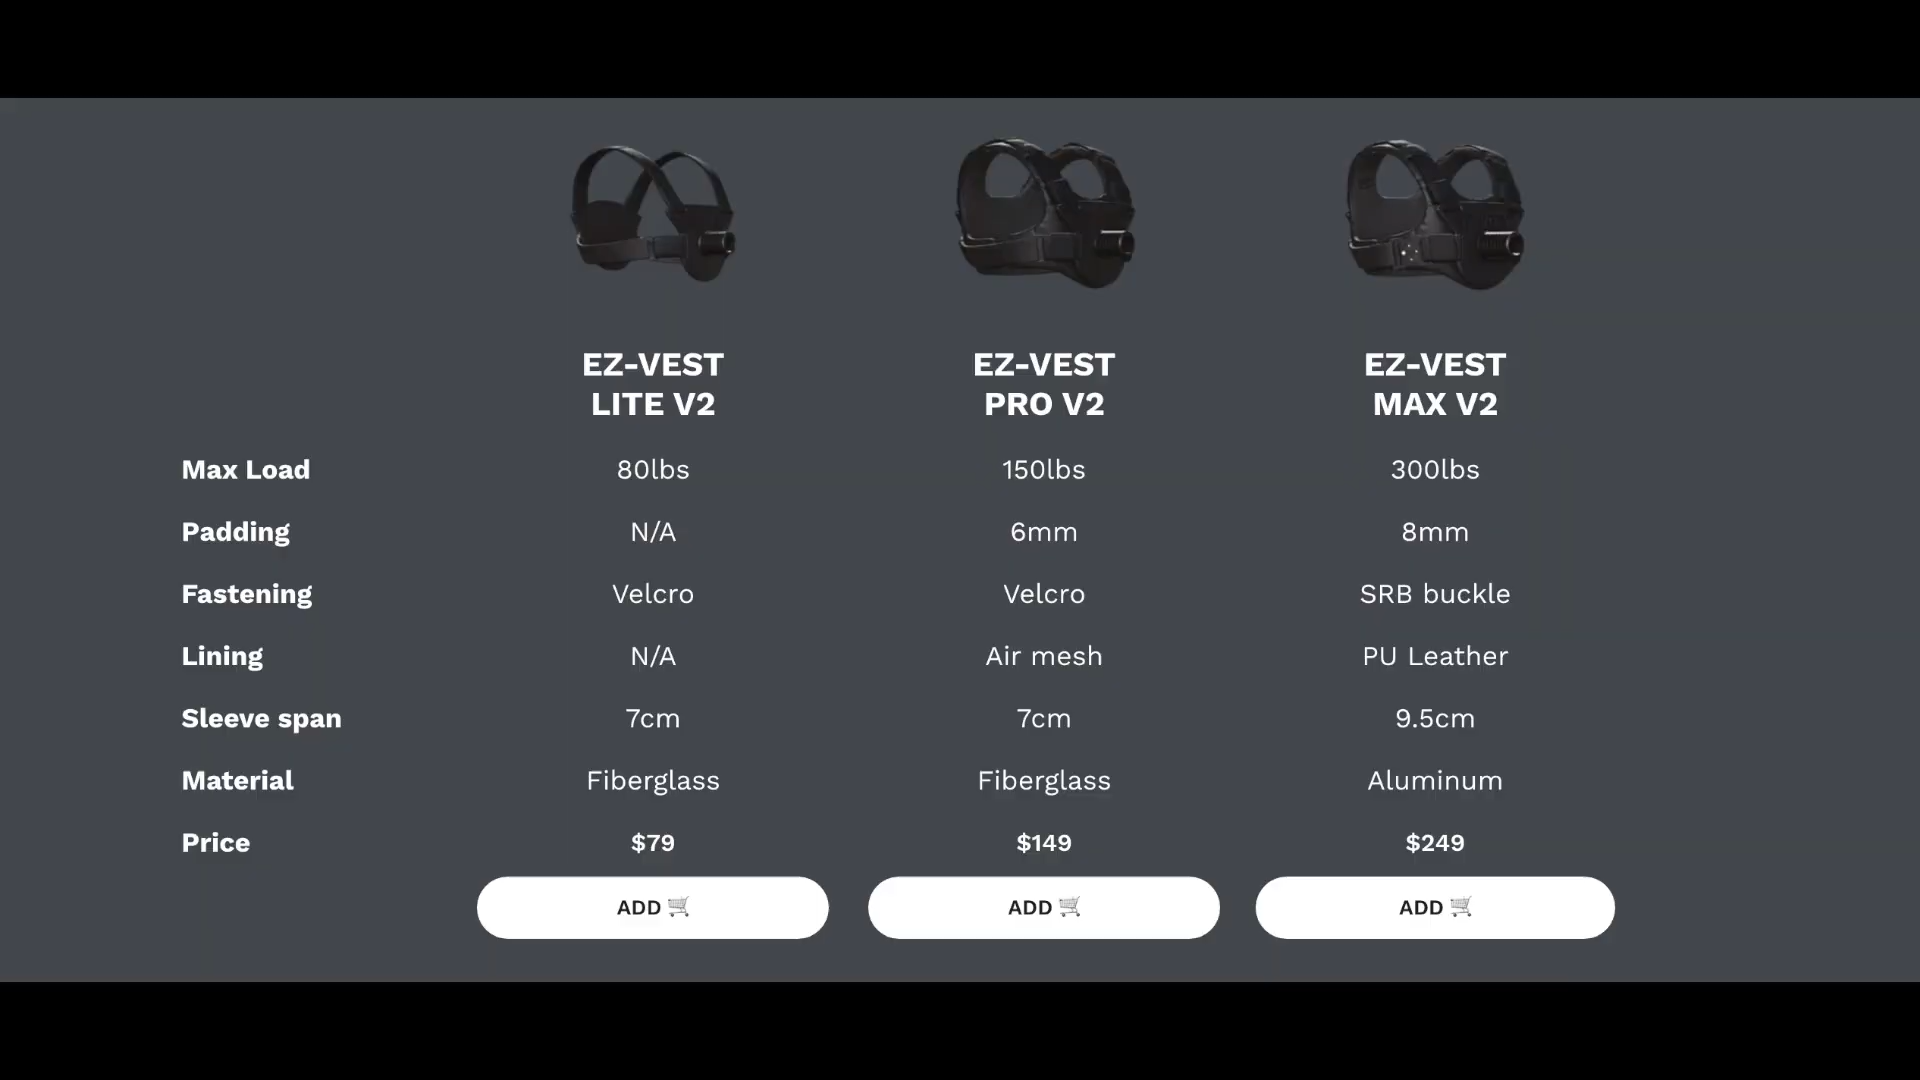 EZ-VEST
LITE V2
EZ-VEST
PRO V2
EZ-VEST
MAX V2
Max Load 80lbs 150lbs 300lbs
Padding N/A 6mm 8mm
Fastening Velcro Velcro SRB buckle
Lining N/A Air mesh PU Leather
Sleeve span 7cm 7cm 9.5cm
Material Fiberglass Fiberglass Aluminum
Price $79 $149 $249
ADD 🛒 ADD 🛒 ADD 🛒